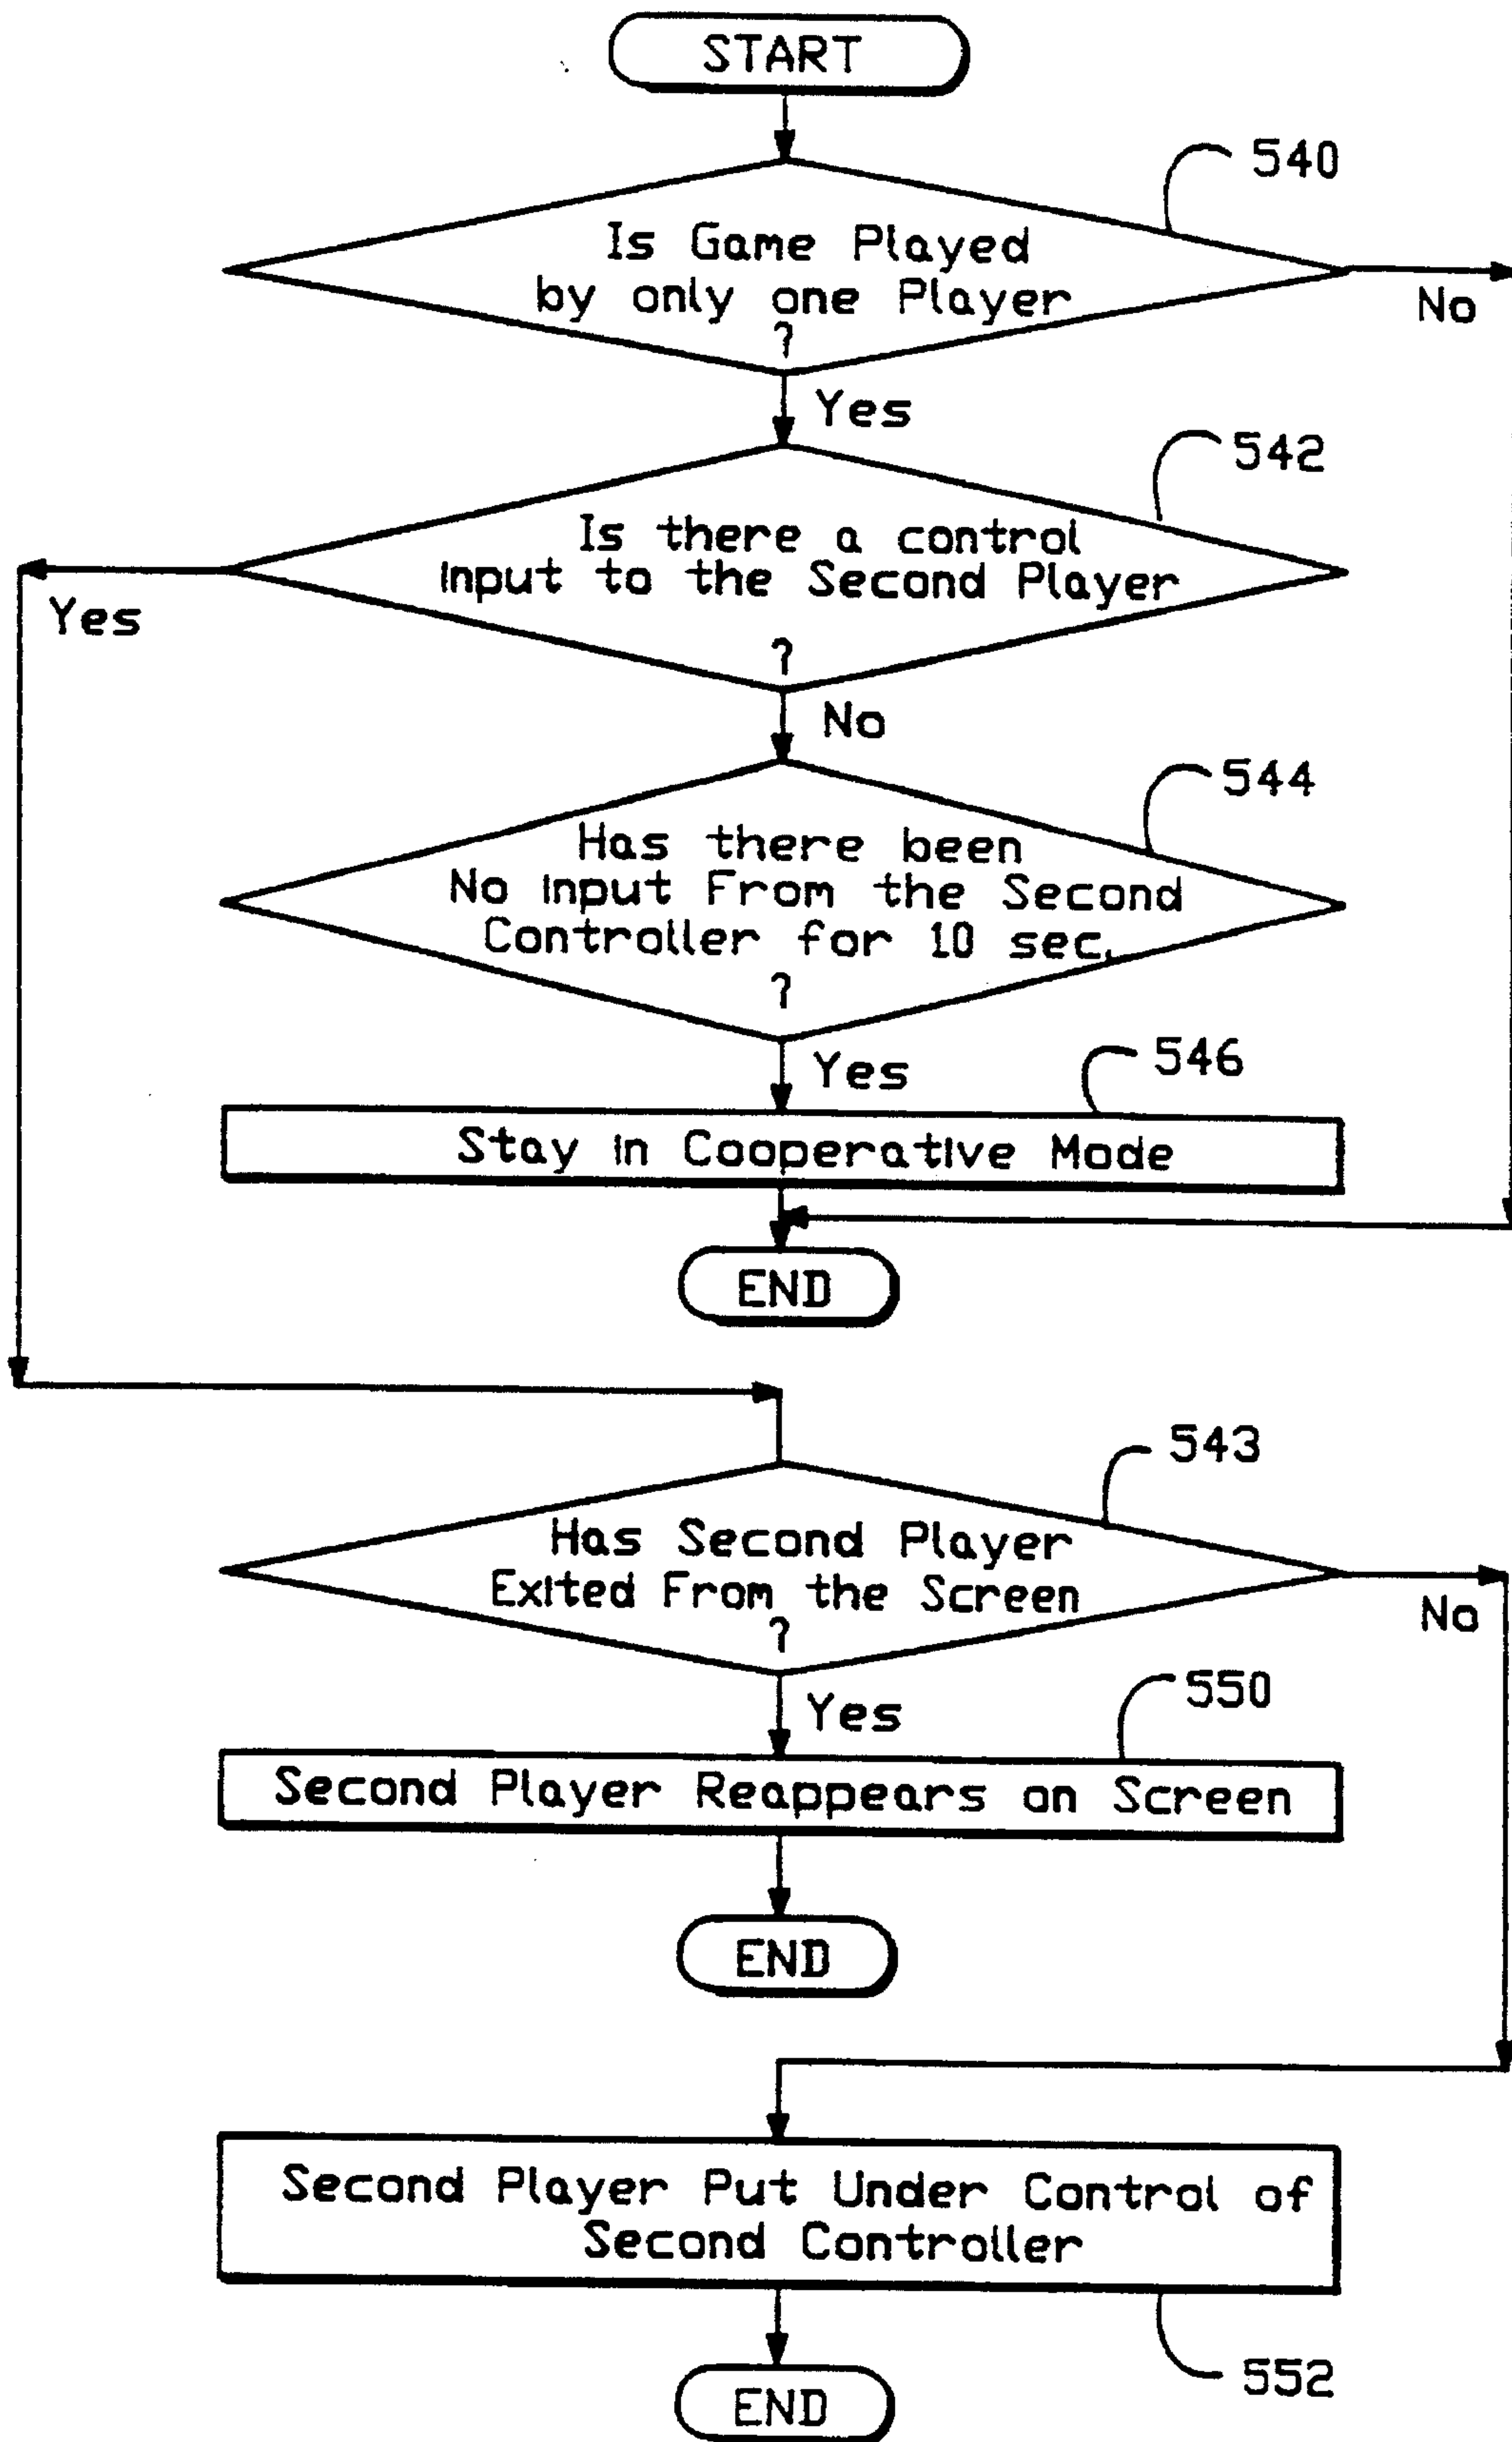 START
540
Is Game Played
by only one Player
?
No
Yes
542
Is there a control
Input to the Second Player
?
Yes
No
544
Has there been
No Input From the Second
Controller for 10 sec.
?
Yes
546
Stay in Cooperative Mode
END
543
Has Second Player
Exited From the Screen
?
No
Yes
550
Second Player Reappears on Screen
END
Second Player Put Under Control of
Second Controller
552
END